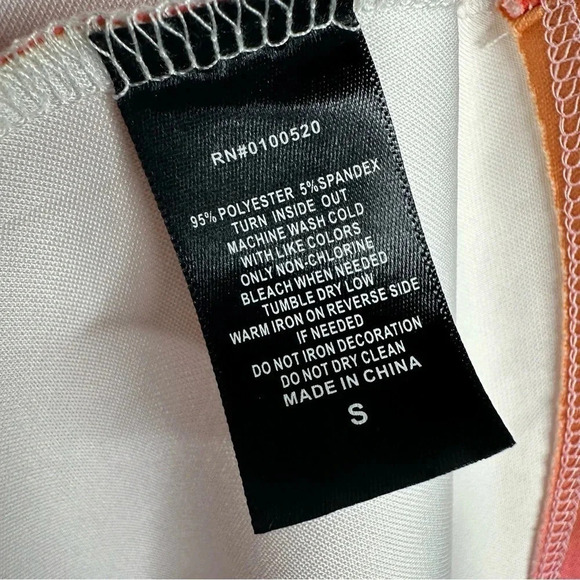 RN#0100520
95% POLYESTER 5%SPANDEX
TURN INSIDE OUT
MACHINE WASH COLD
WITH LIKE COLORS
ONLY NON-CHLORINE
BLEACH WHEN NEEDED
TUMBLE DRY LOW
WARM IRON ON REVERSE SIDE
IF NEEDED
DO NOT IRON DECORATION
DO NOT DRY CLEAN
MADE IN CHINA
S